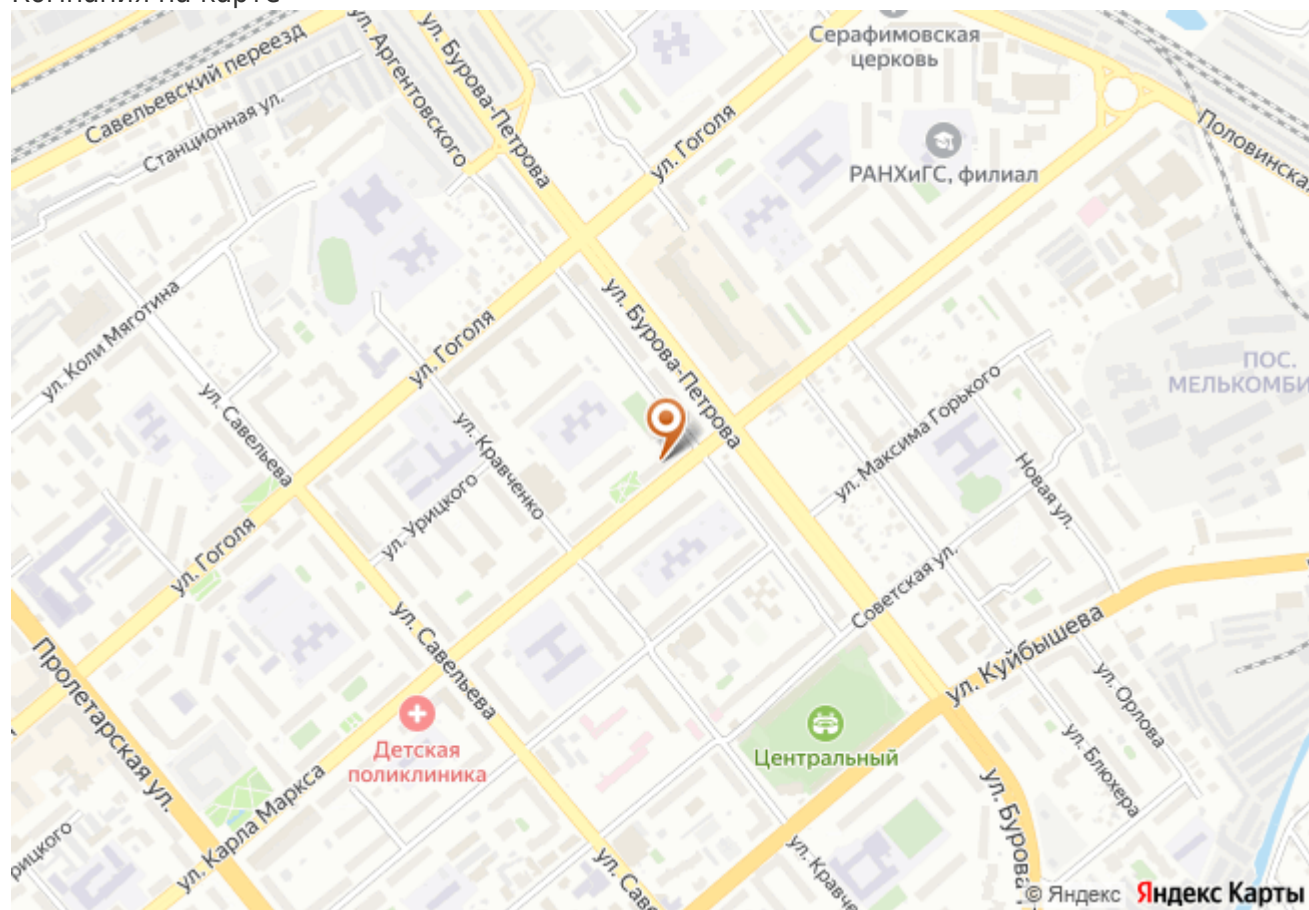 Компания на карте
Савельевский переезд
ул. Аргентовского
ул. Бурова-Петрова
Серафимовская
церковь
Станционная ул.
ул. Гоголя
РАНХиГС, филиал
Половинская
ул. Коли Мяготина
ул. Гоголя
ул. Бурова-Петрова
ПОС.
МЕЛЬКОМБИ
ул. Савельева
ул. Кравченко
ул. Максима Горького
Новая ул.
ул. Урицкого
ул. Гоголя
Советская ул.
ул. Савельева
ул. Куйбышева
Пролетарская ул.
ул. Орлова
Детская
поликлиника
Центральный
ул. Блюхера
ул. Карла Маркса
рицкого
ул. Саве
ул. Кравче
ул. Бурова-
© Яндекс Яндекс Карты